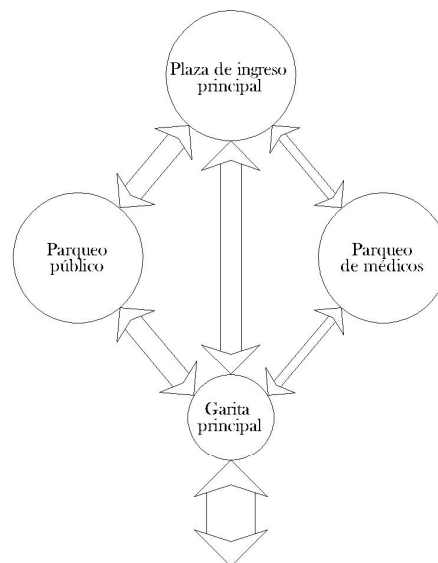 Plaza de ingreso
principal
Parqueo
público
Parqueo
de médicos
Garita
principal